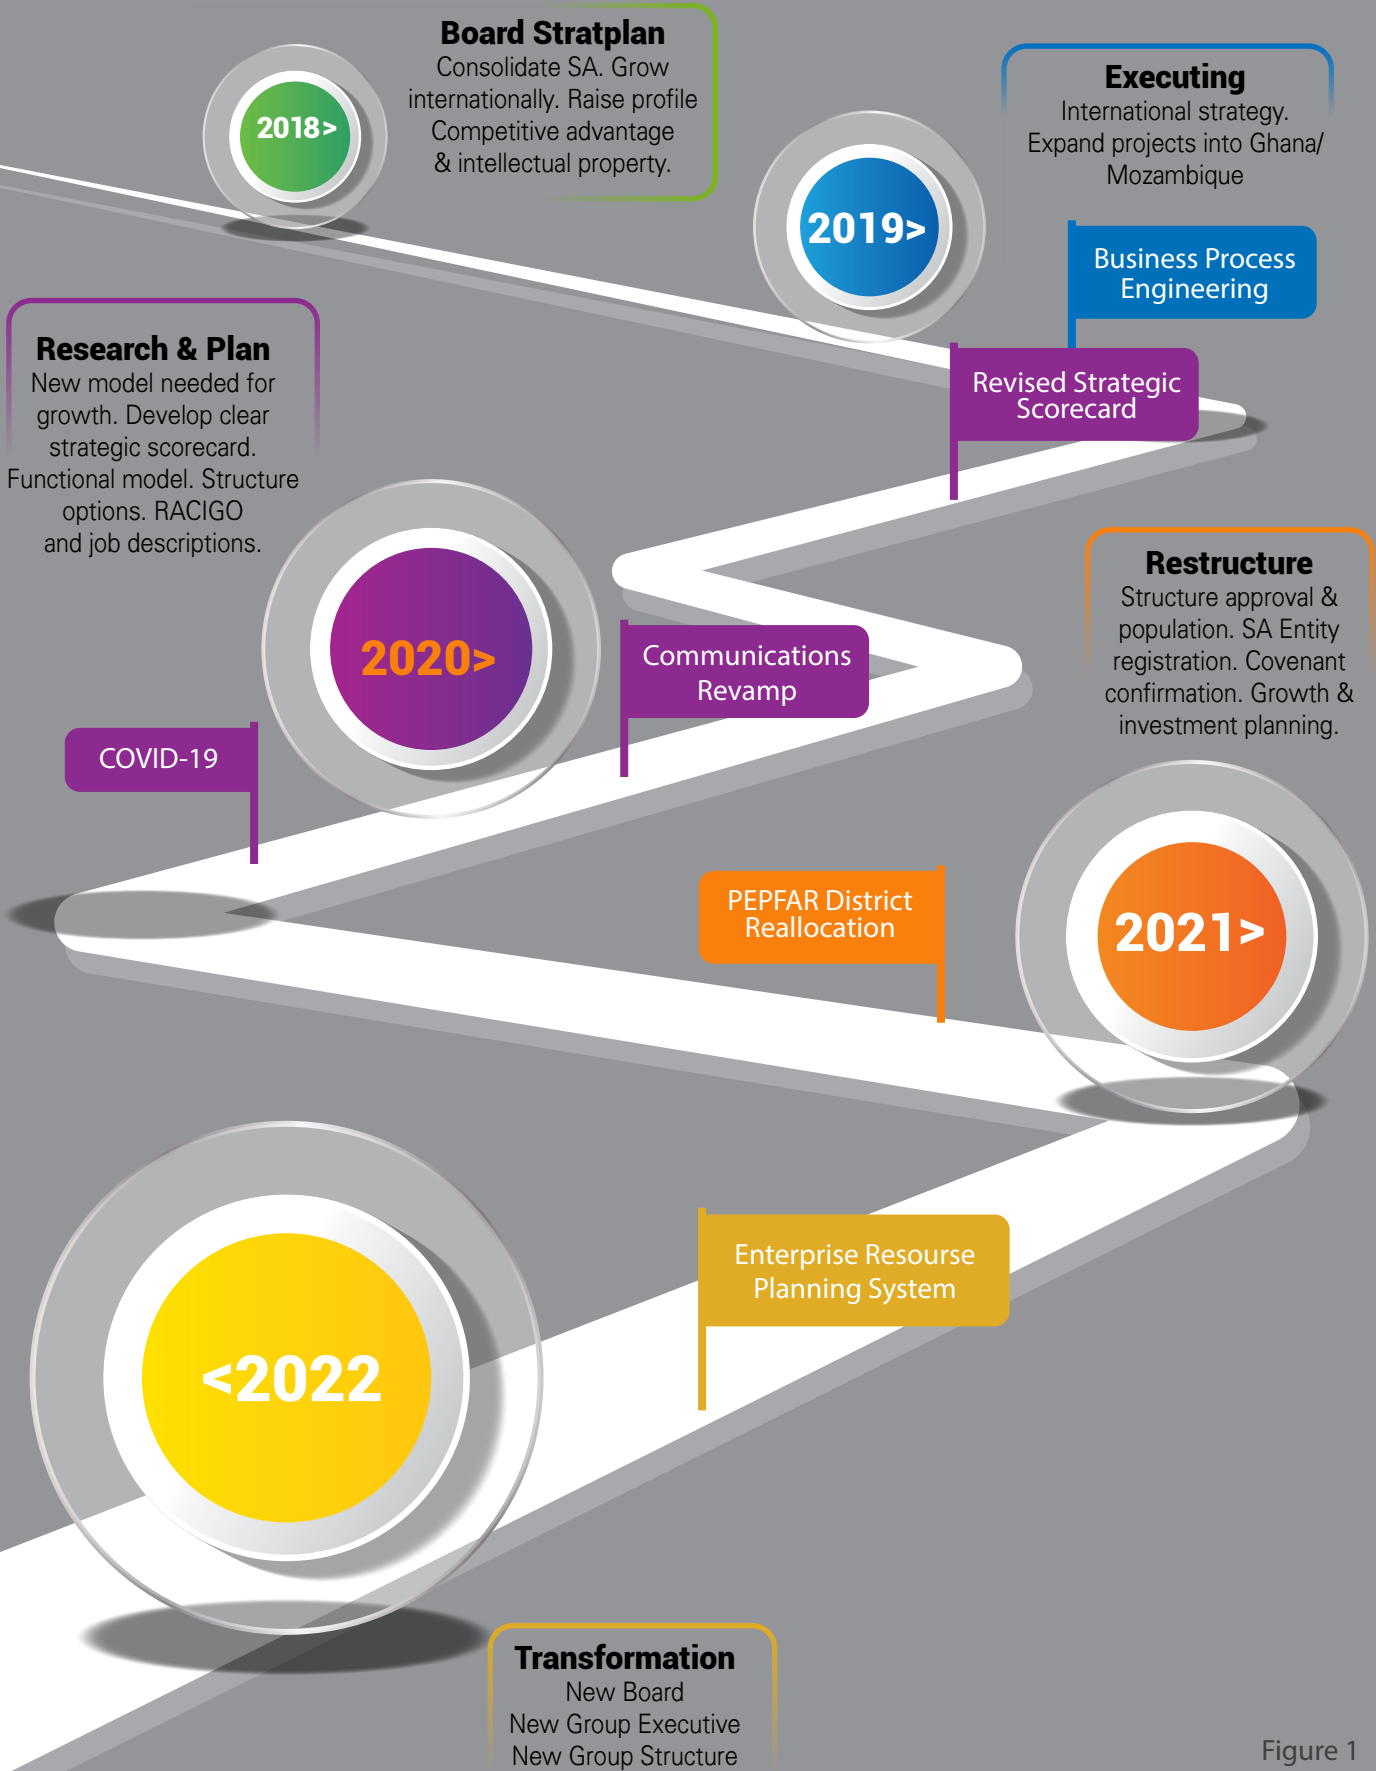 Board Stratplan
Consolidate SA. Grow
internationally. Raise profile
Competitive advantage
& intellectual property.
2018>
Executing
International strategy.
Expand projects into Ghana/
Mozambique
2019>
Business Process
Engineering
Revised Strategic
Scorecard
Research & Plan
New model needed for
growth. Develop clear
strategic scorecard.
Functional model. Structure
options. RACIGO
and job descriptions.
2020>
Communications
Revamp
COVID-19
Restructure
Structure approval &
population. SA Entity
registration. Covenant
confirmation. Growth &
investment planning.
2021>
PEPFAR District
Reallocation
Enterprise Resourse
Planning System
<2022
Transformation
New Board
New Group Executive
New Group Structure
Figure 1